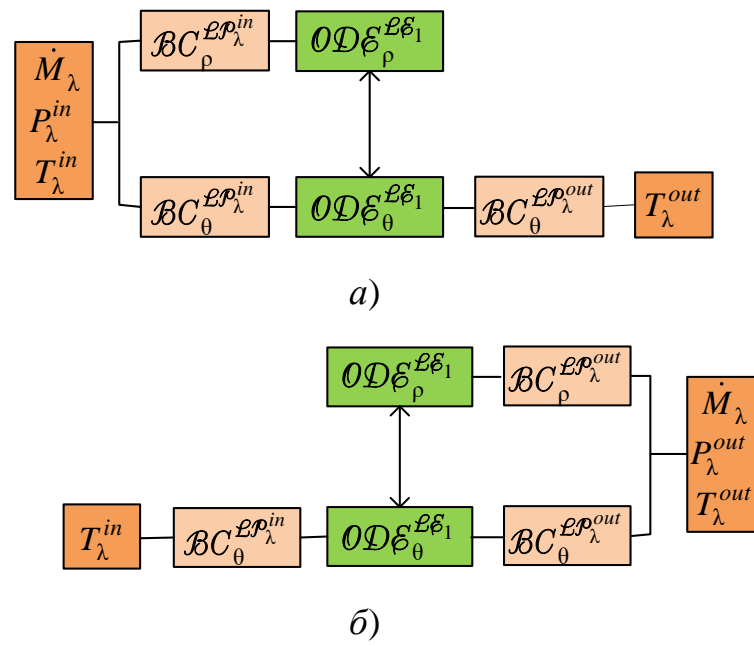 Ṁ_λ
P_λ^{in}
T_λ^{in}
ℬC_ρ^{ℒ𝒫_λ^{in}}
𝒪𝒟ℰ_ρ^{ℒℰ_1}
ℬC_θ^{ℒ𝒫_λ^{in}}
𝒪𝒟ℰ_θ^{ℒℰ_1}
ℬC_θ^{ℒ𝒫_λ^{out}}
T_λ^{out}
а)
𝒪𝒟ℰ_ρ^{ℒℰ_1}
ℬC_ρ^{ℒ𝒫_λ^{out}}
Ṁ_λ
P_λ^{out}
T_λ^{out}
T_λ^{in}
ℬC_θ^{ℒ𝒫_λ^{in}}
𝒪𝒟ℰ_θ^{ℒℰ_1}
ℬC_θ^{ℒ𝒫_λ^{out}}
б)